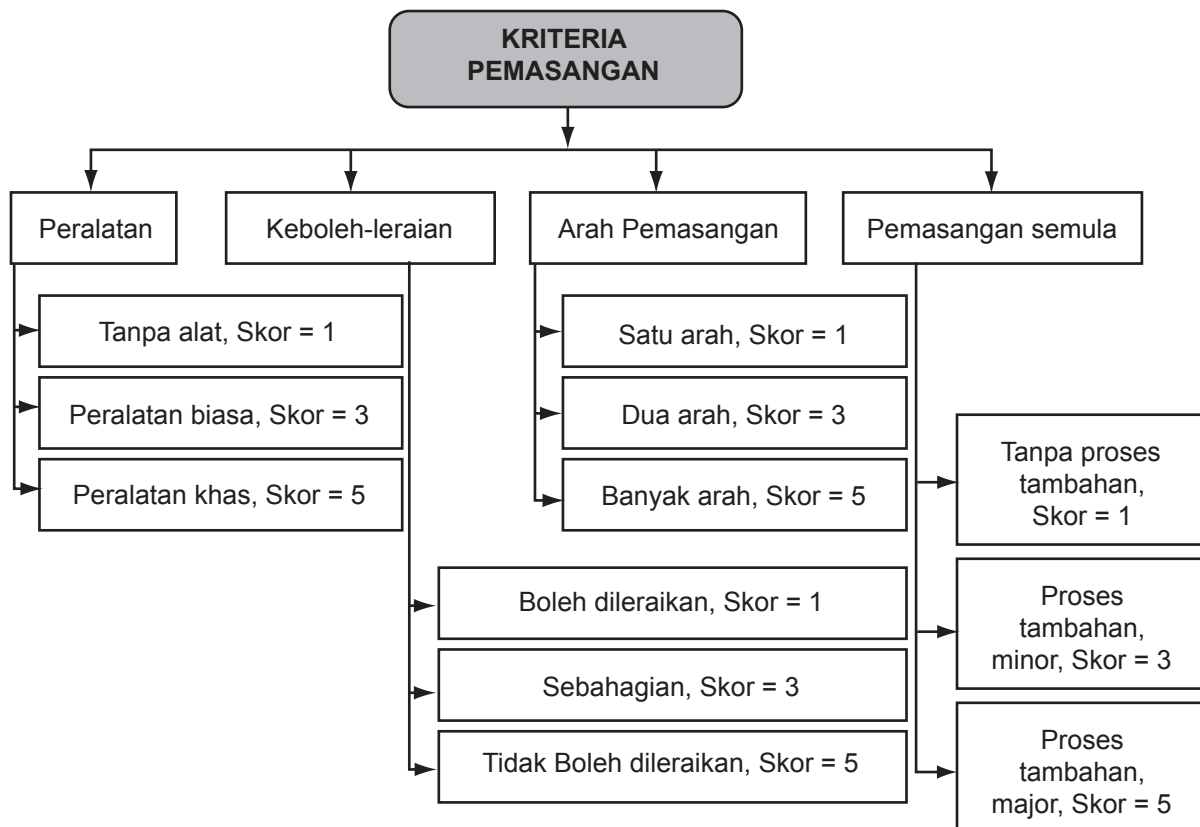 KRITERIA
PEMASANGAN
Peralatan
Keboleh-leraian
Arah Pemasangan
Pemasangan semula
Tanpa alat, Skor = 1
Peralatan biasa, Skor = 3
Peralatan khas, Skor = 5
Boleh dileraikan, Skor = 1
Sebahagian, Skor = 3
Tidak Boleh dileraikan, Skor = 5
Satu arah, Skor = 1
Dua arah, Skor = 3
Banyak arah, Skor = 5
Tanpa proses
tambahan,
Skor = 1
Proses
tambahan,
minor, Skor = 3
Proses
tambahan,
major, Skor = 5